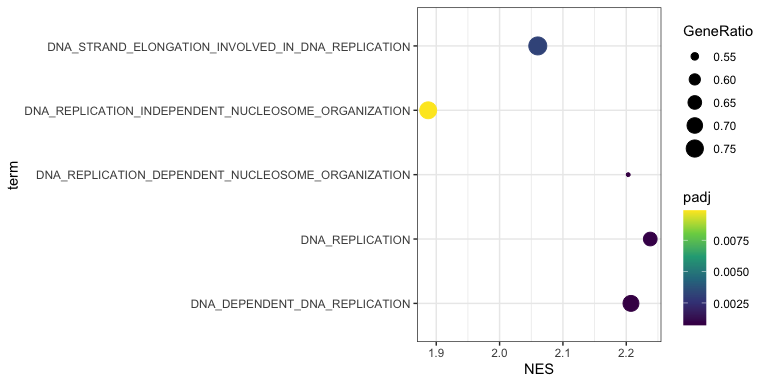 DNA_STRAND_ELONGATION_INVOLVED_IN_DNA_REPLICATION
DNA_REPLICATION_INDEPENDENT_NUCLEOSOME_ORGANIZATION
DNA_REPLICATION_DEPENDENT_NUCLEOSOME_ORGANIZATION
DNA_REPLICATION
DNA_DEPENDENT_DNA_REPLICATION
term
1.9 2.0 2.1 2.2
NES
GeneRatio
0.55
0.60
0.65
0.70
0.75
padj
0.0075
0.0050
0.0025